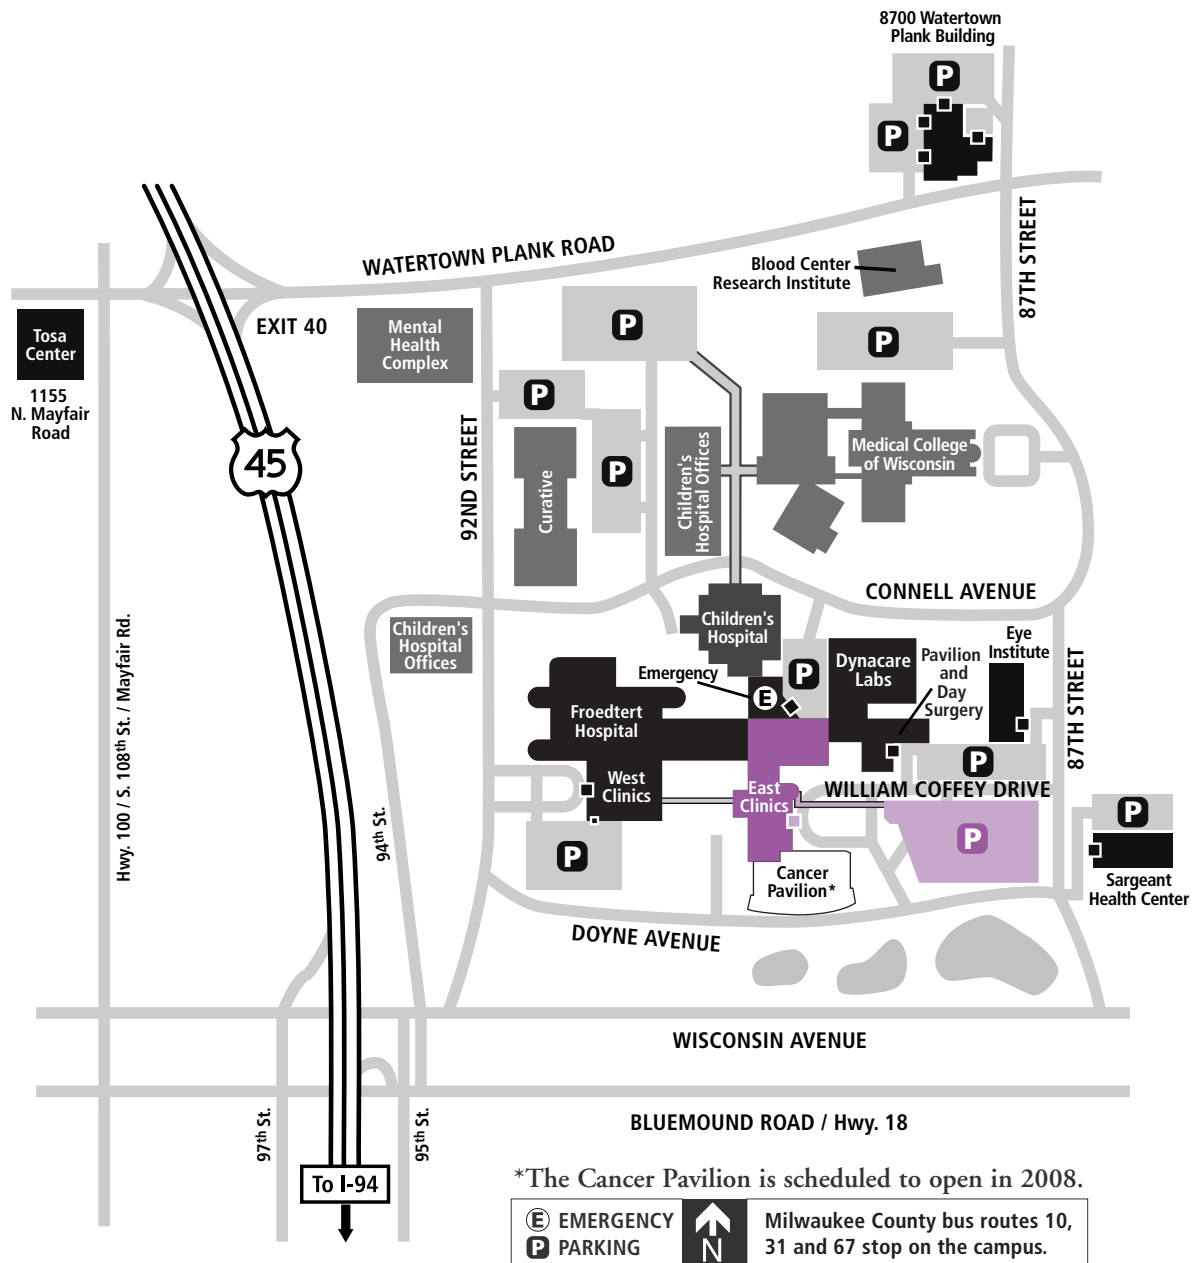 8700 Watertown
Plank Building
P
P
WATERTOWN PLANK ROAD
87TH STREET
Blood Center
Research Institute
EXIT 40
Tosa
Center
1155
N. Mayfair
Road
Mental
Health
Complex
P
P
P
P
45
92ND STREET
Curative
Children's
Hospital Offices
Medical College
of Wisconsin
CONNELL AVENUE
Children's
Hospital
Offices
Children's
Hospital
Eye
Institute
Emergency
E
P
Dynacare
Labs
Pavilion
and
Day
Surgery
87TH STREET
Hwy. 100 / S. 108th St. / Mayfair Rd.
94th St.
Froedtert
Hospital
West
Clinics
East
Clinics
P
WILLIAM COFFEY DRIVE
P
P
P
Cancer
Pavilion*
Sargeant
Health Center
DOYNE AVENUE
WISCONSIN AVENUE
BLUEMOUND ROAD / Hwy. 18
97th St.
95th St.
To I-94
*The Cancer Pavilion is scheduled to open in 2008.
E EMERGENCY
P PARKING
N
Milwaukee County bus routes 10,
31 and 67 stop on the campus.